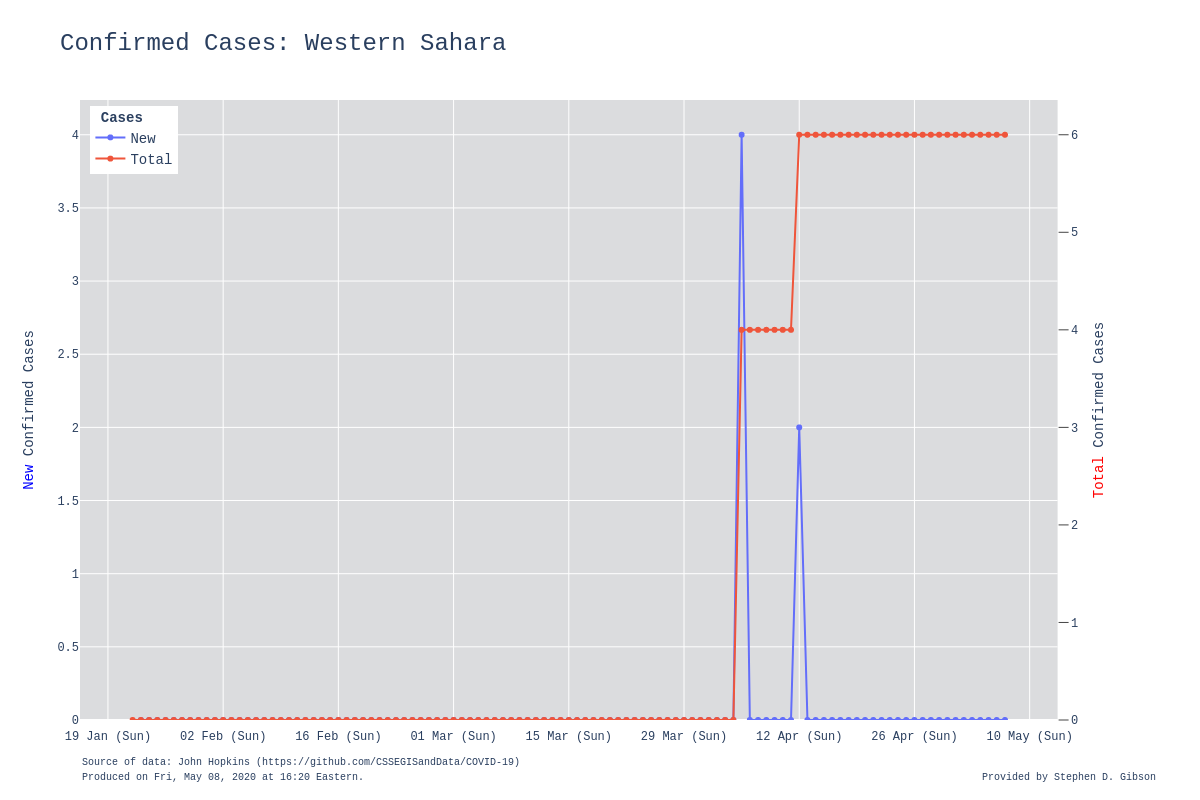 Confirmed Cases: Western Sahara
Cases
New
Total
4
3.5
3
2.5
2
1.5
1
0.5
0
New Confirmed Cases
6
5
4
3
2
1
0
Total Confirmed Cases
19 Jan (Sun) 02 Feb (Sun) 16 Feb (Sun) 01 Mar (Sun) 15 Mar (Sun) 29 Mar (Sun) 12 Apr (Sun) 26 Apr (Sun) 10 May (Sun)
Source of data: John Hopkins (https://github.com/CSSEGISandData/COVID-19)
Produced on Fri, May 08, 2020 at 16:20 Eastern.
Provided by Stephen D. Gibson